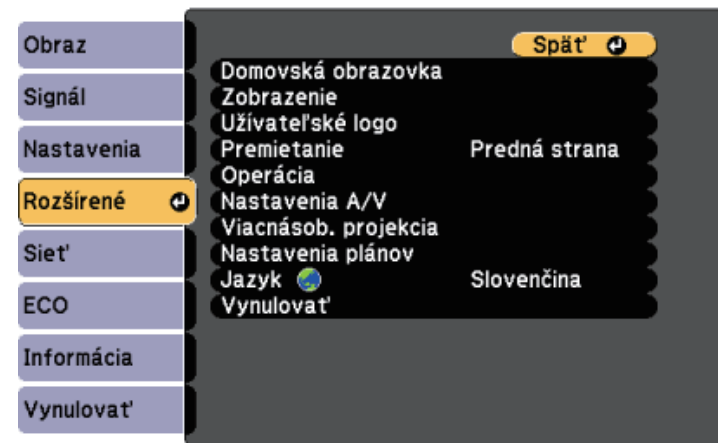 Obraz
Signál
Nastavenia
Rozšírené
Sieť
ECO
Informácia
Vynulovať
Späť
Domovská obrazovka
Zobrazenie
Užívateľské logo
Premietanie Predná strana
Operácia
Nastavenia A/V
Viacnásob. projekcia
Nastavenia plánov
Jazyk Slovenčina
Vynulovať